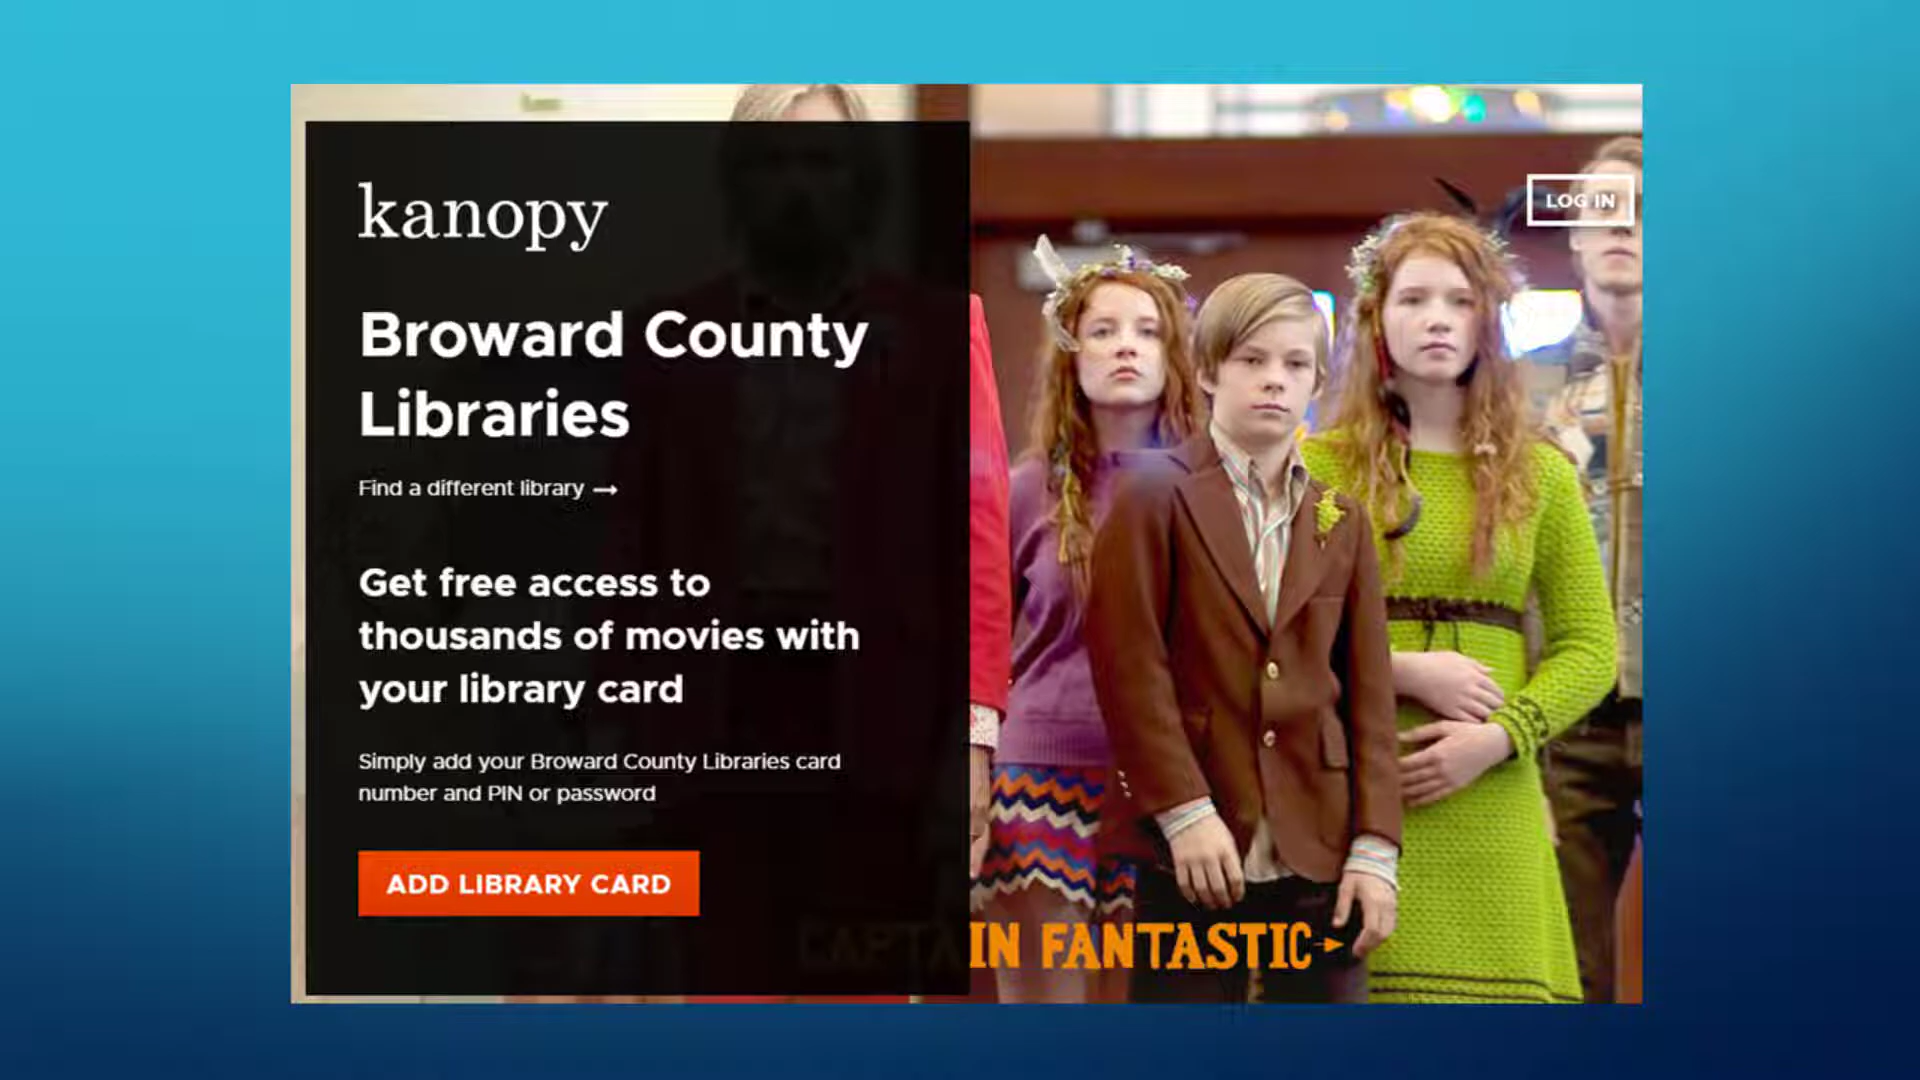 kanopy
LOG IN
Broward County
Libraries
Find a different library →
Get free access to
thousands of movies with
your library card
Simply add your Broward County Libraries card
number and PIN or password
ADD LIBRARY CARD
CAPTAIN FANTASTIC